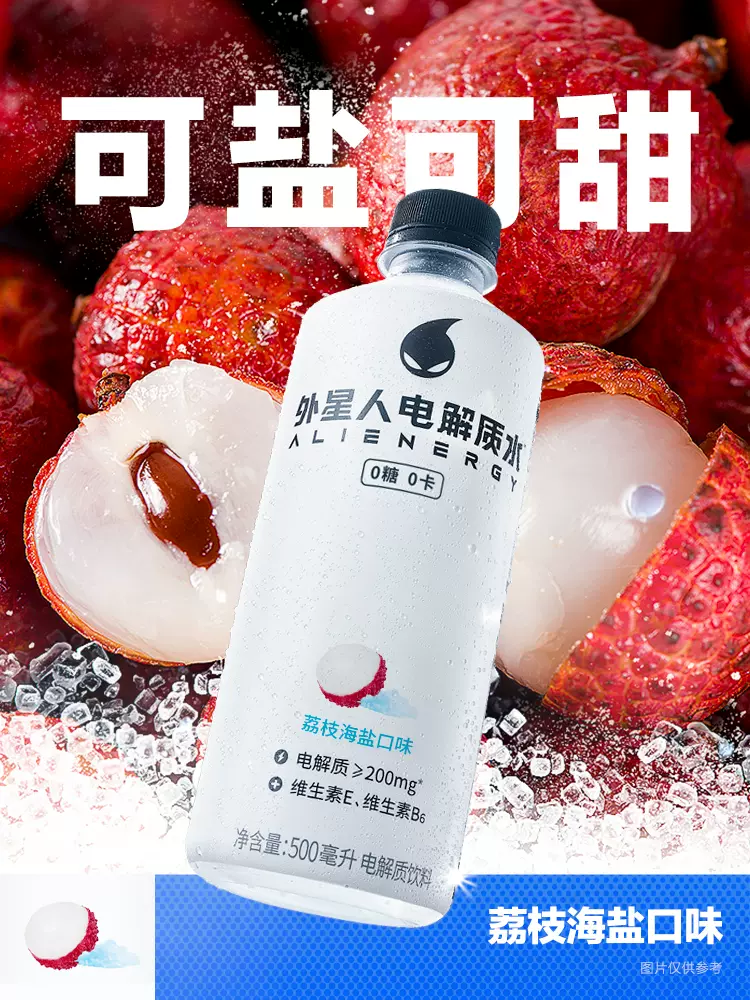 可盐可甜
外星人电解质水
ALIENERGY
0糖 0卡
荔枝海盐口味
电解质≥200mg*
维生素E、维生素B₆
净含量:500毫升 电解质饮料
荔枝海盐口味
图片仅供参考